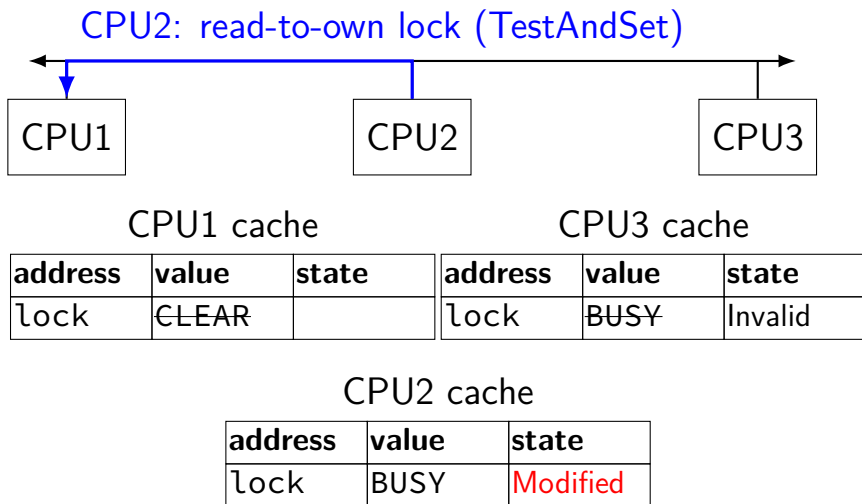 CPU2: read-to-own lock (TestAndSet)
CPU1 CPU2 CPU3
CPU1 cache
address value state
lock CLEAR
CPU3 cache
address value state
lock BUSY Invalid
CPU2 cache
address value state
lock BUSY Modified